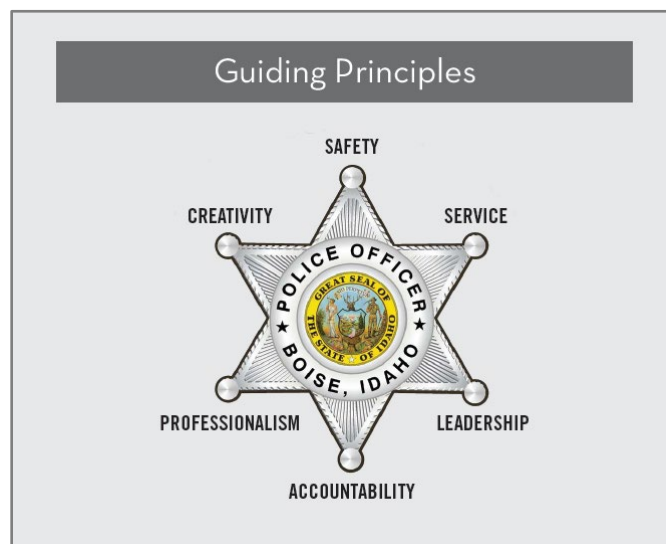 Guiding Principles
SAFETY
CREATIVITY
SERVICE
POLICE OFFICER
GREAT SEAL OF
THE STATE OF IDAHO
BOISE, IDAHO
PROFESSIONALISM
LEADERSHIP
ACCOUNTABILITY